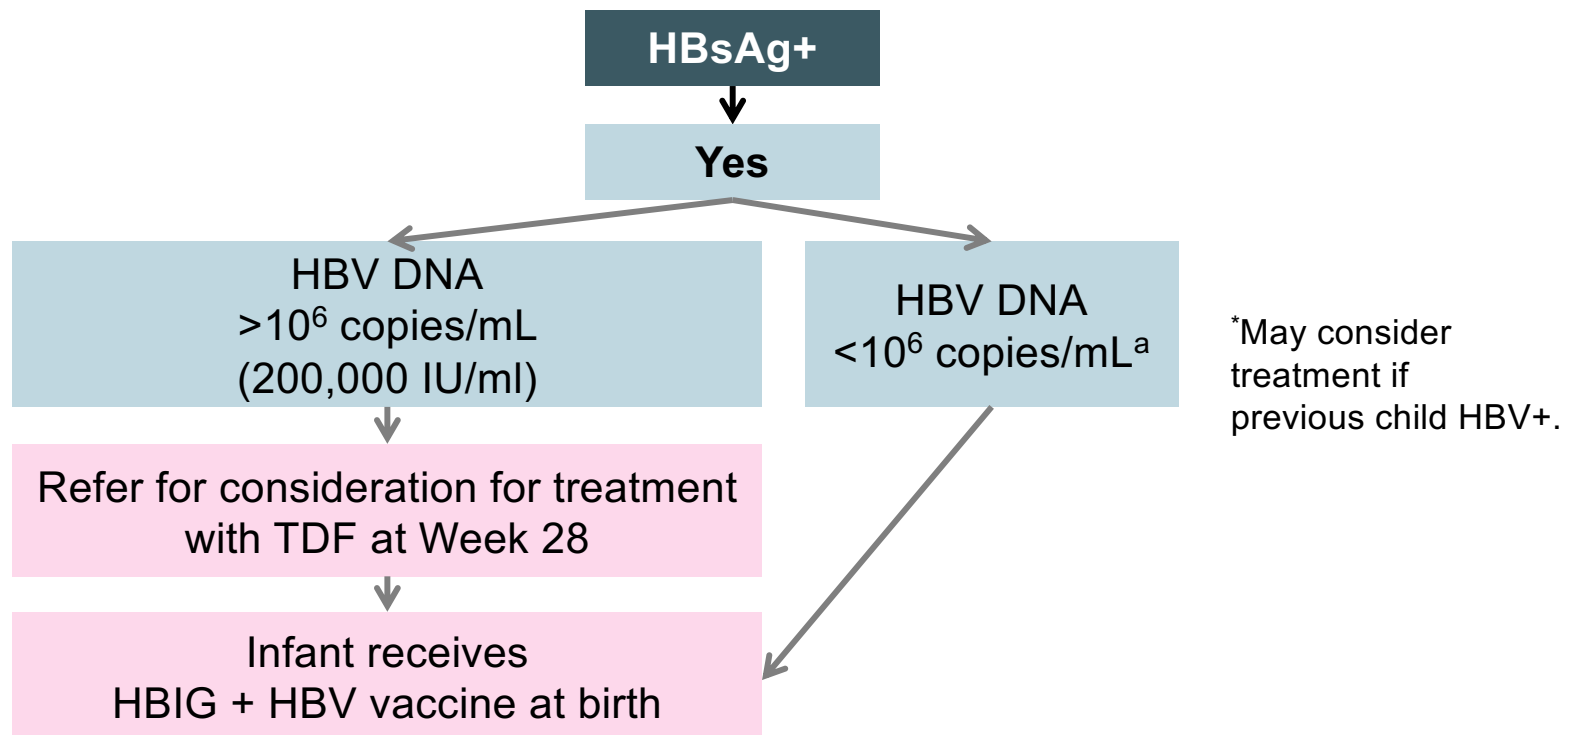 HBsAg+
Yes
HBV DNA
>10⁶ copies/mL
(200,000 IU/ml)
HBV DNA
<10⁶ copies/mLᵃ
*May consider
treatment if
previous child HBV+.
Refer for consideration for treatment
with TDF at Week 28
Infant receives
HBIG + HBV vaccine at birth